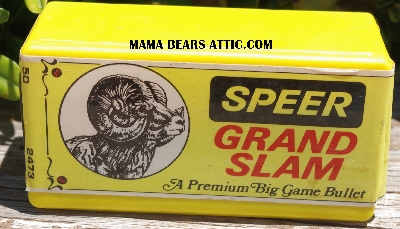 MAMA BEARS ATTIC.COM
SPEER
GRAND
SLAM
A Premium Big Game Bullet
50
2473